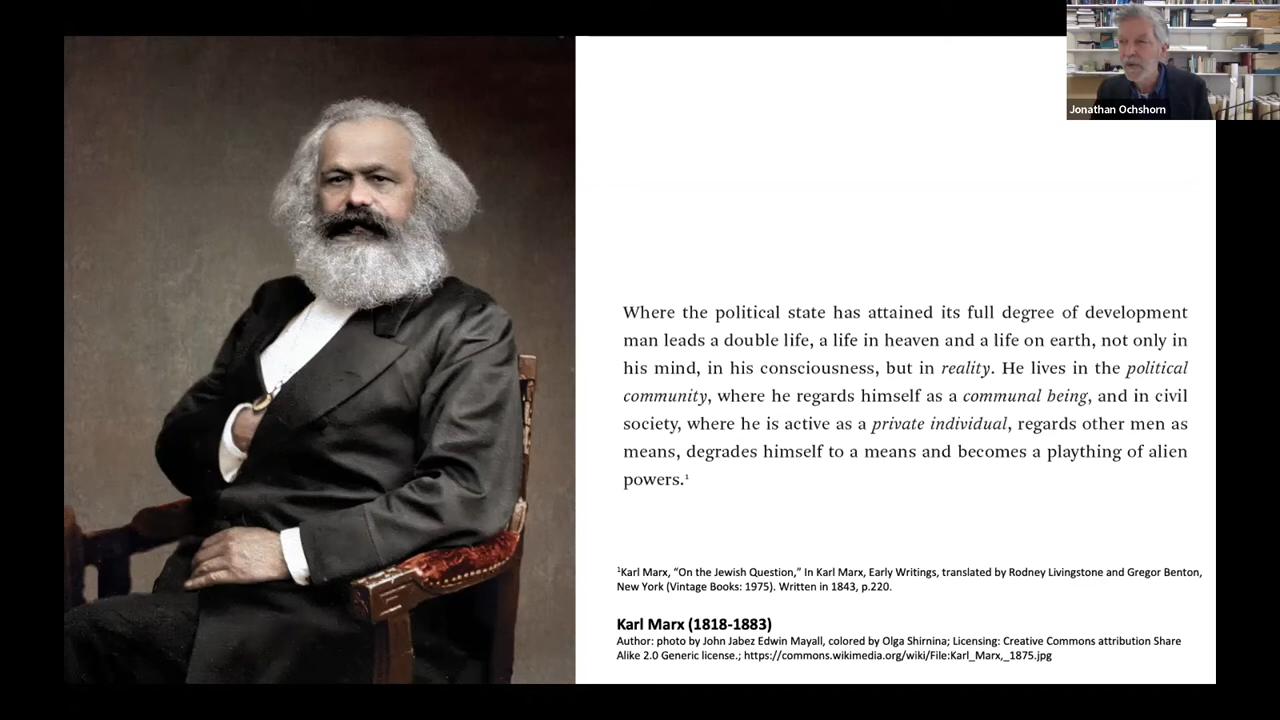 Jonathan Ochshorn
Where the political state has attained its full degree of development
man leads a double life, a life in heaven and a life on earth, not only in
his mind, in his consciousness, but in reality. He lives in the political
community, where he regards himself as a communal being, and in civil
society, where he is active as a private individual, regards other men as
means, degrades himself to a means and becomes a plaything of alien
powers.¹
¹Karl Marx, “On the Jewish Question,” In Karl Marx, Early Writings, translated by Rodney Livingstone and Gregor Benton,
New York (Vintage Books: 1975). Written in 1843, p.220.
Karl Marx (1818-1883)
Author: photo by John Jabez Edwin Mayall, colored by Olga Shirnina; Licensing: Creative Commons attribution Share
Alike 2.0 Generic license.; https://commons.wikimedia.org/wiki/File:Karl_Marx,_1875.jpg